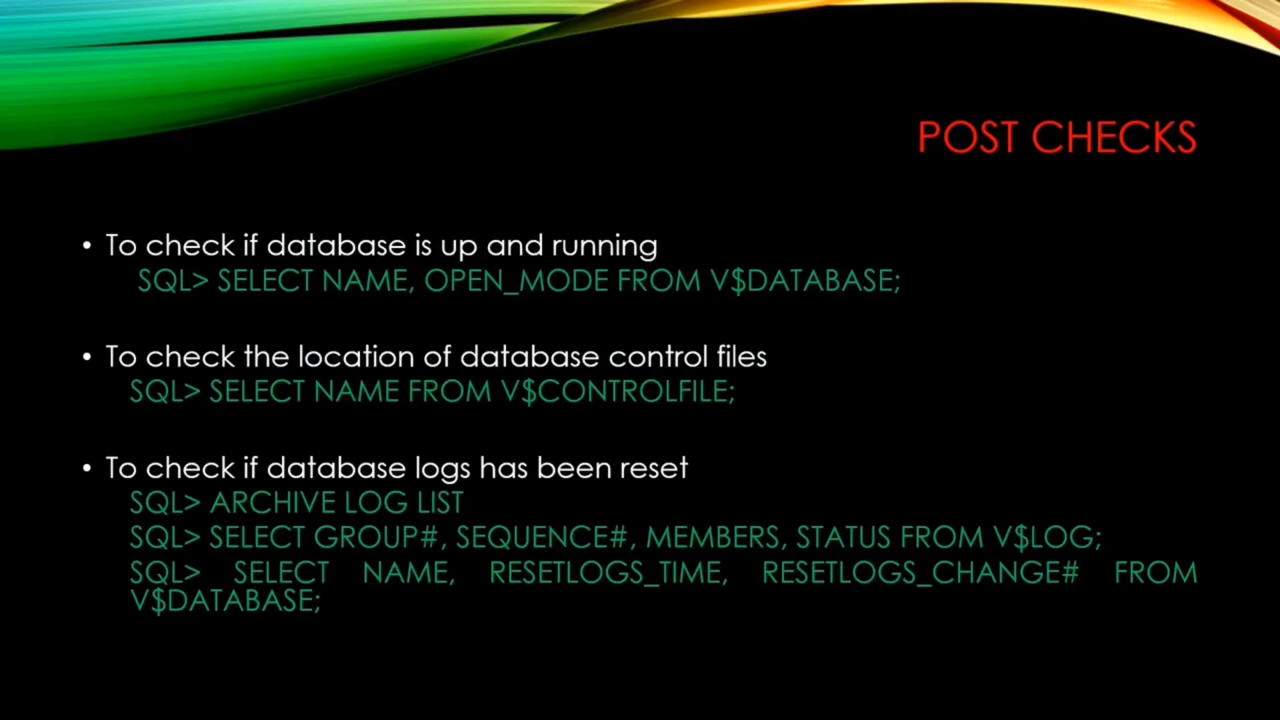 POST CHECKS
• To check if database is up and running
SQL> SELECT NAME, OPEN_MODE FROM V$DATABASE;
• To check the location of database control files
SQL> SELECT NAME FROM V$CONTROLFILE;
• To check if database logs has been reset
SQL> ARCHIVE LOG LIST
SQL> SELECT GROUP#, SEQUENCE#, MEMBERS, STATUS FROM V$LOG;
SQL> SELECT NAME, RESETLOGS_TIME, RESETLOGS_CHANGE# FROM
V$DATABASE;